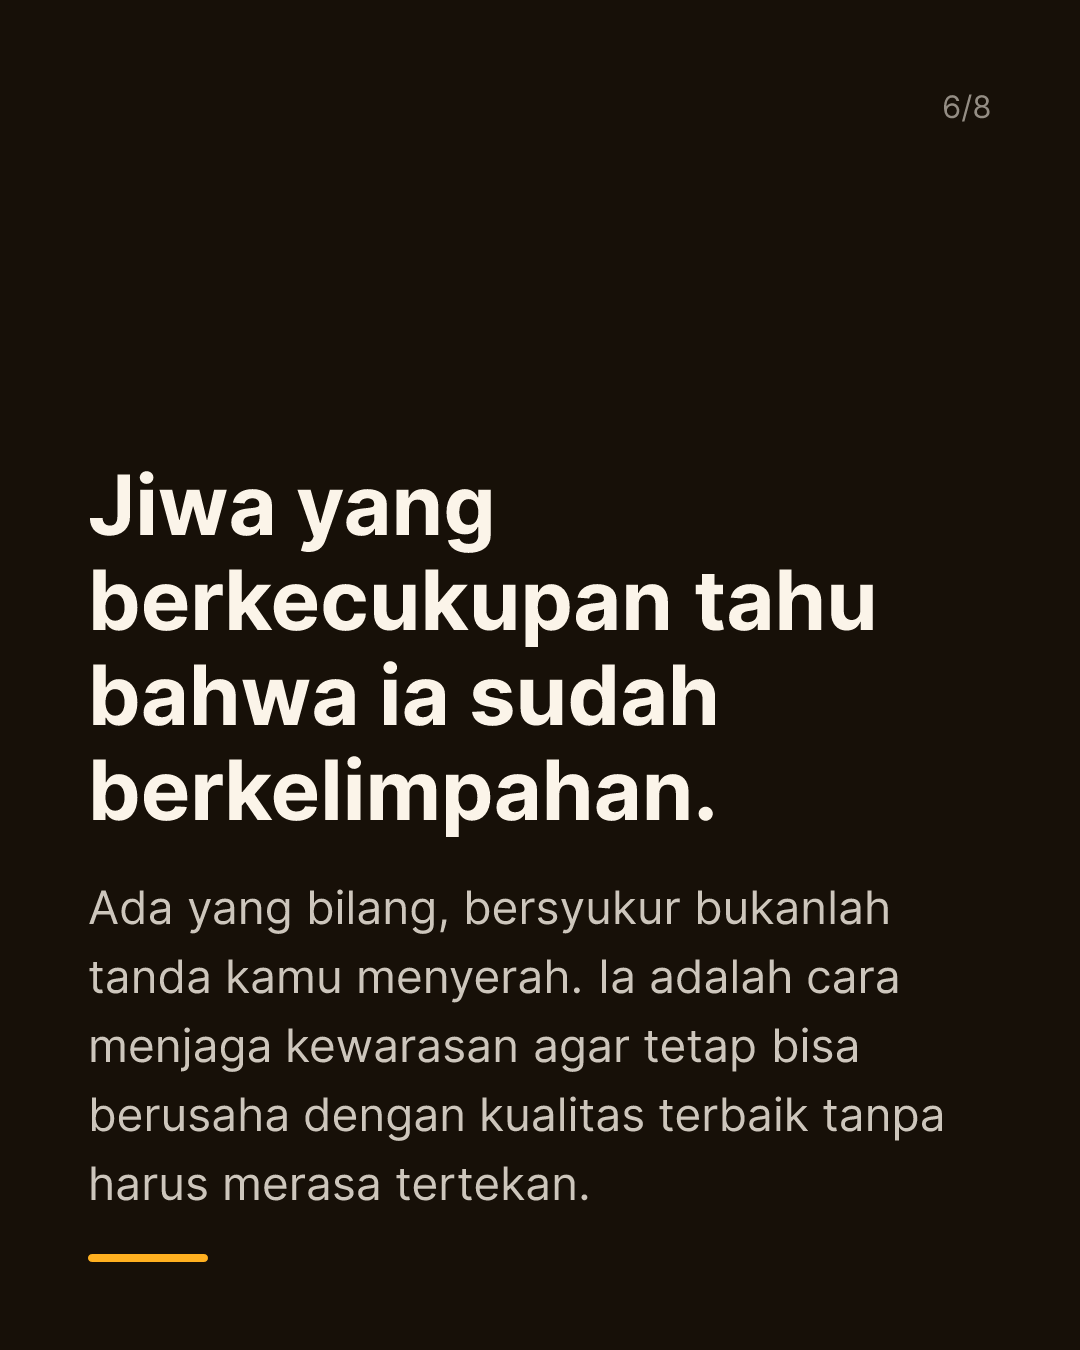 6/8
Jiwa yang
berkecukupan tahu
bahwa ia sudah
berkelimpahan.
Ada yang bilang, bersyukur bukanlah
tanda kamu menyerah. Ia adalah cara
menjaga kewarasan agar tetap bisa
berusaha dengan kualitas terbaik tanpa
harus merasa tertekan.